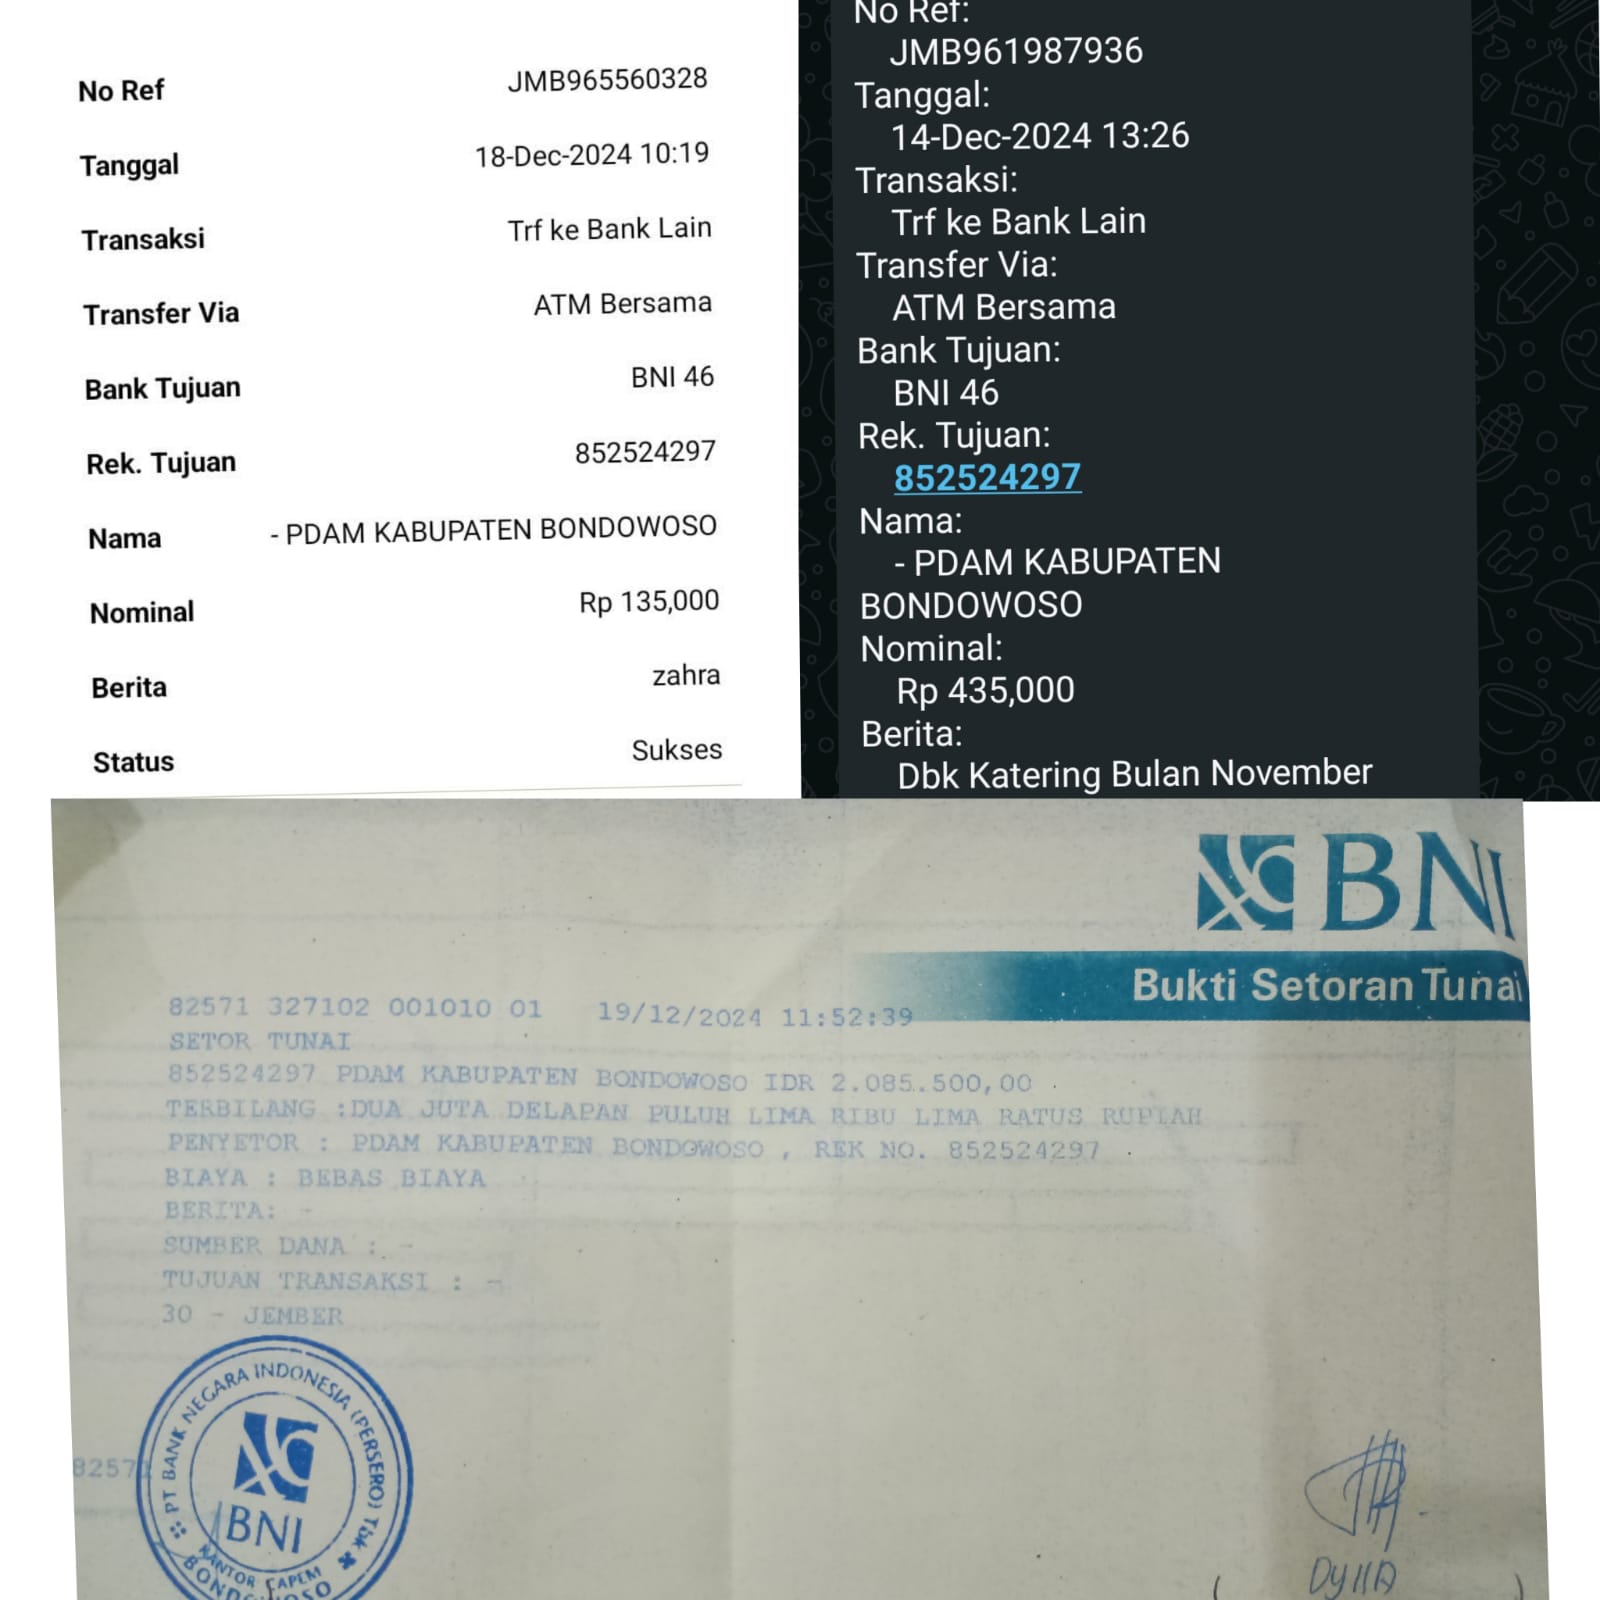 No Ref JMB965560328
Tanggal 18-Dec-2024 10:19
Transaksi Trf ke Bank Lain
Transfer Via ATM Bersama
Bank Tujuan BNI 46
Rek. Tujuan 852524297
Nama - PDAM KABUPATEN BONDOWOSO
Nominal Rp 135,000
Berita zahra
Status Sukses
No Ref:
JMB961987936
Tanggal:
14-Dec-2024 13:26
Transaksi:
Trf ke Bank Lain
Transfer Via:
ATM Bersama
Bank Tujuan:
BNI 46
Rek. Tujuan:
852524297
Nama:
- PDAM KABUPATEN
BONDOWOSO
Nominal:
Rp 435,000
Berita:
Dbk Katering Bulan November
BNI
Bukti Setoran Tunai
82571 327102 001010 01 19/12/2024 11:52:39
SETOR TUNAI
852524297 PDAM KABUPATEN BONDOWOSO IDR 2.085.500,00
TERBILANG :DUA JUTA DELAPAN PULUH LIMA RIBU LIMA RATUS RUPIAH
PENYETOR : PDAM KABUPATEN BONDOWOSO , REK NO. 852524297
BIAYA : BEBAS BIAYA
BERITA: -
SUMBER DANA : -
TUJUAN TRANSAKSI : -
30 - JEMBER
PT BANK NEGARA INDONESIA (PERSERO) Tbk
BNI
KANTOR CAPEM
BONDOWOSO
82571